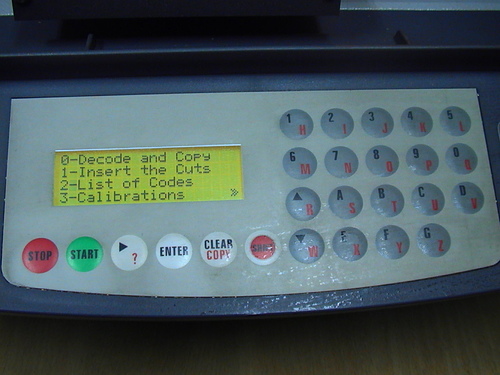 0-Decode and Copy
1-Insert the Cuts
2-List of Codes
3-Calibrations »
STOP START ? ENTER CLEAR COPY
1 H 2 I 3 J 4 K 5 L
6 M 7 N 8 O 9 P 0 Q
R A S B T C U D V
W E X F Y G Z